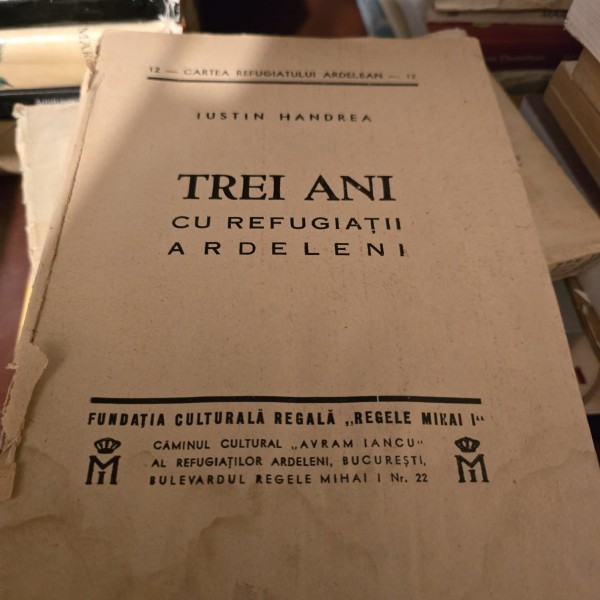 12 — CARTEA REFUGIATULUI ARDELEAN — 12
IUSTIN HANDREA
TREI ANI
CU REFUGIAȚII
ARDELENI
FUNDAȚIA CULTURALĂ REGALĂ „REGELE MIHAI I“
CĂMINUL CULTURAL „AVRAM IANCU“
AL REFUGIAȚILOR ARDELENI, BUCUREȘTI,
BULEVARDUL REGELE MIHAI I Nr. 22